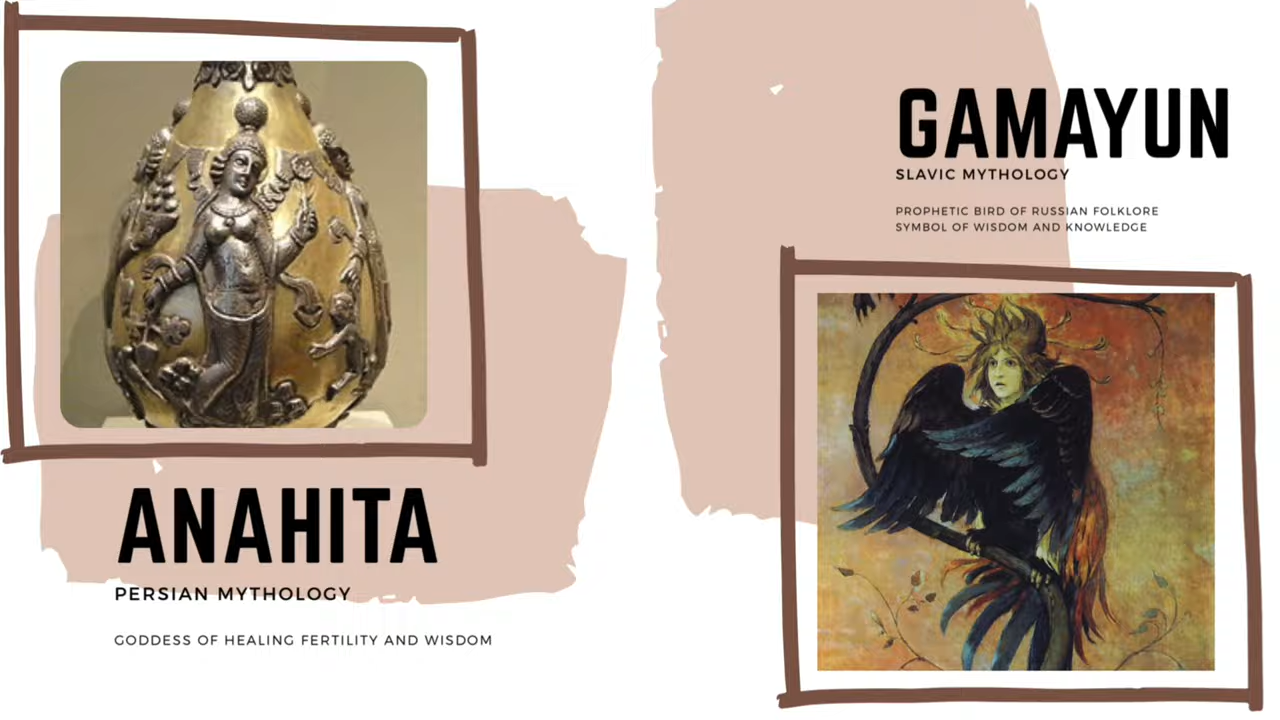 ANAHITA
PERSIAN MYTHOLOGY
GODDESS OF HEALING FERTILITY AND WISDOM
GAMAYUN
SLAVIC MYTHOLOGY
PROPHETIC BIRD OF RUSSIAN FOLKLORE
SYMBOL OF WISDOM AND KNOWLEDGE